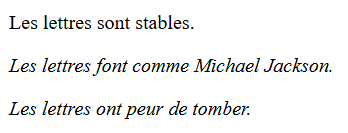 Les lettres sont stables.
Les lettres font comme Michael Jackson.
Les lettres ont peur de tomber.